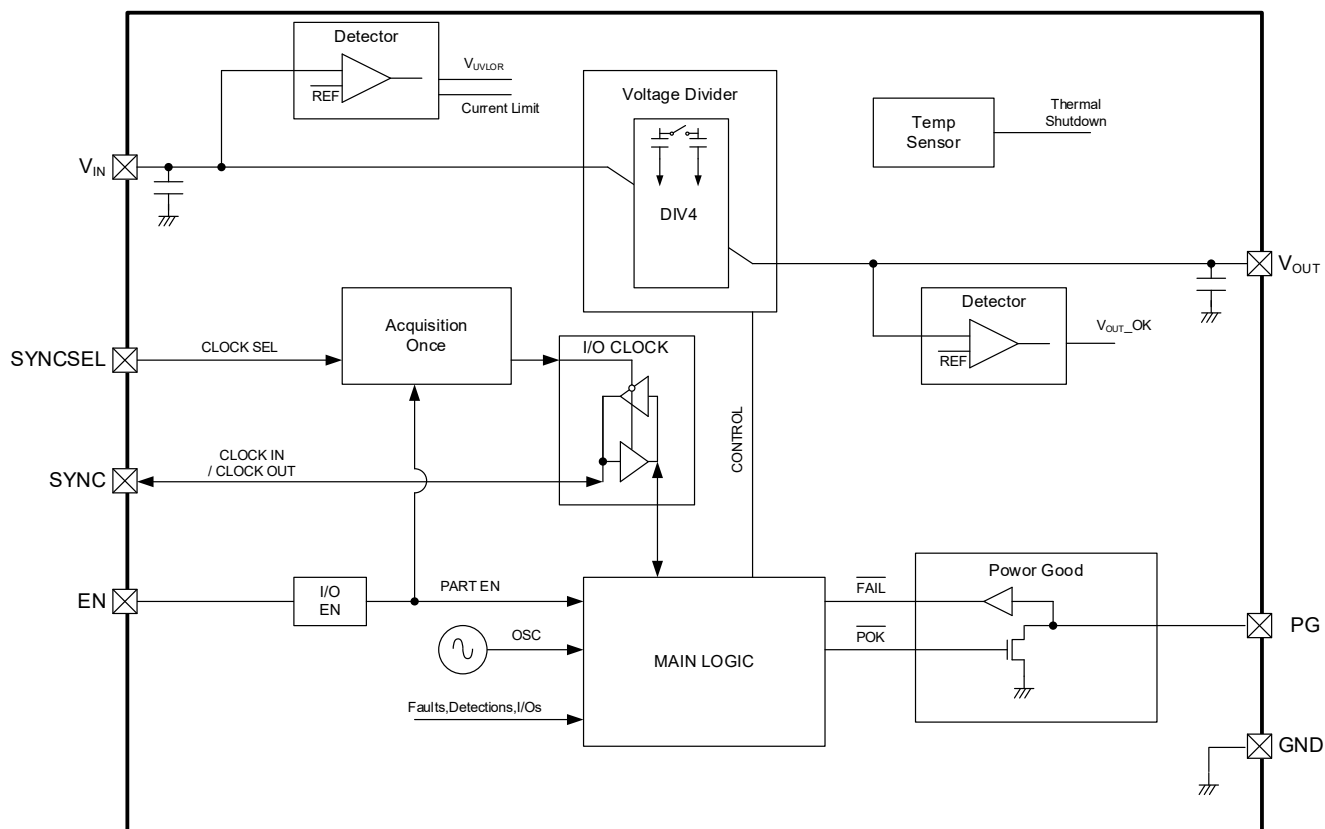 Detector
VUVLOR
REF
Current Limit
Voltage Divider
DIV4
Temp
Sensor
Thermal
Shutdown
VIN
VOUT
Detector
VOUT_OK
REF
SYNCSEL
CLOCK SEL
Acquisition
Once
I/O CLOCK
CONTROL
SYNC
CLOCK IN
/ CLOCK OUT
EN
I/O
EN
PART EN
OSC
Faults,Detections,I/Os
MAIN LOGIC
FAIL
POK
Powor Good
PG
GND